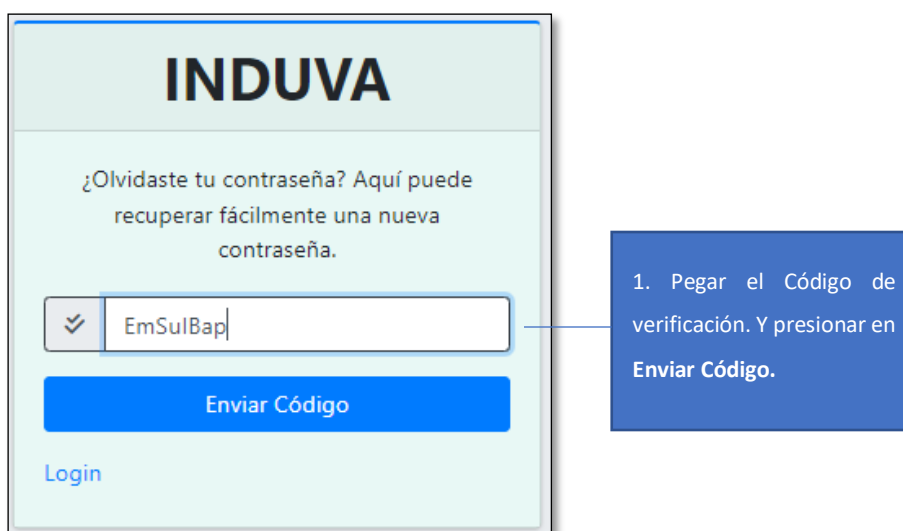 INDUVA
¿Olvidaste tu contraseña? Aquí puede
recuperar fácilmente una nueva
contraseña.
EmSulBap
Enviar Código
Login
1. Pegar el Código de
verificación. Y presionar en
Enviar Código.